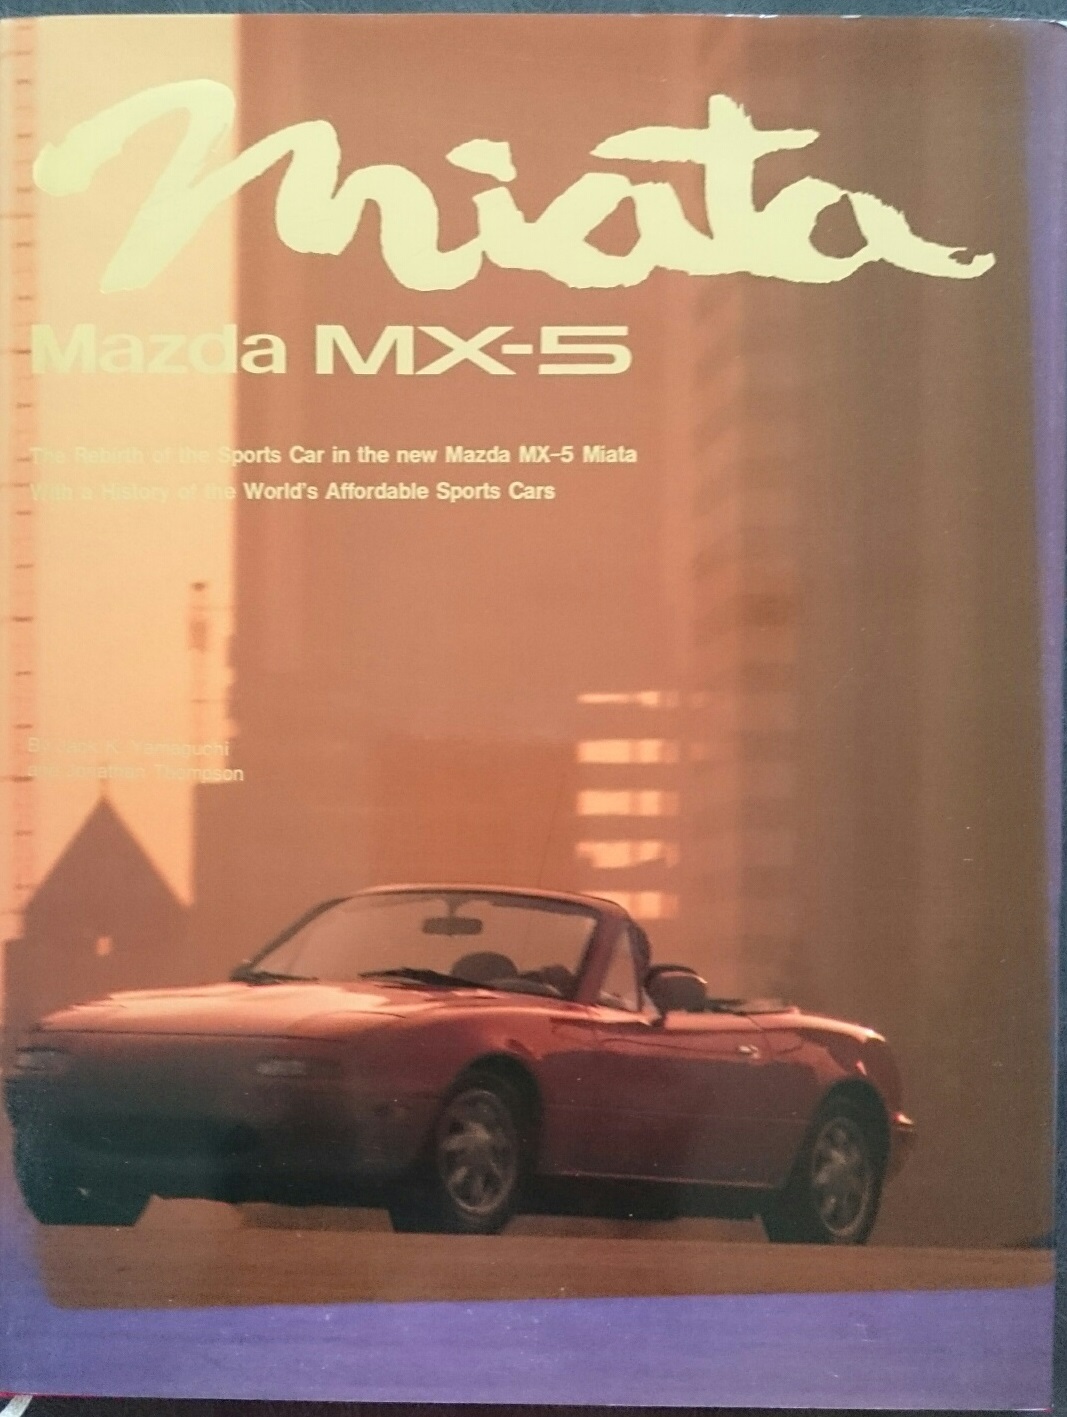 Miata
Mazda MX-5
The Rebirth of the Sports Car in the new Mazda MX-5 Miata
With a History of the World's Affordable Sports Cars
By Jack K. Yamaguchi
and Jonathan Thompson